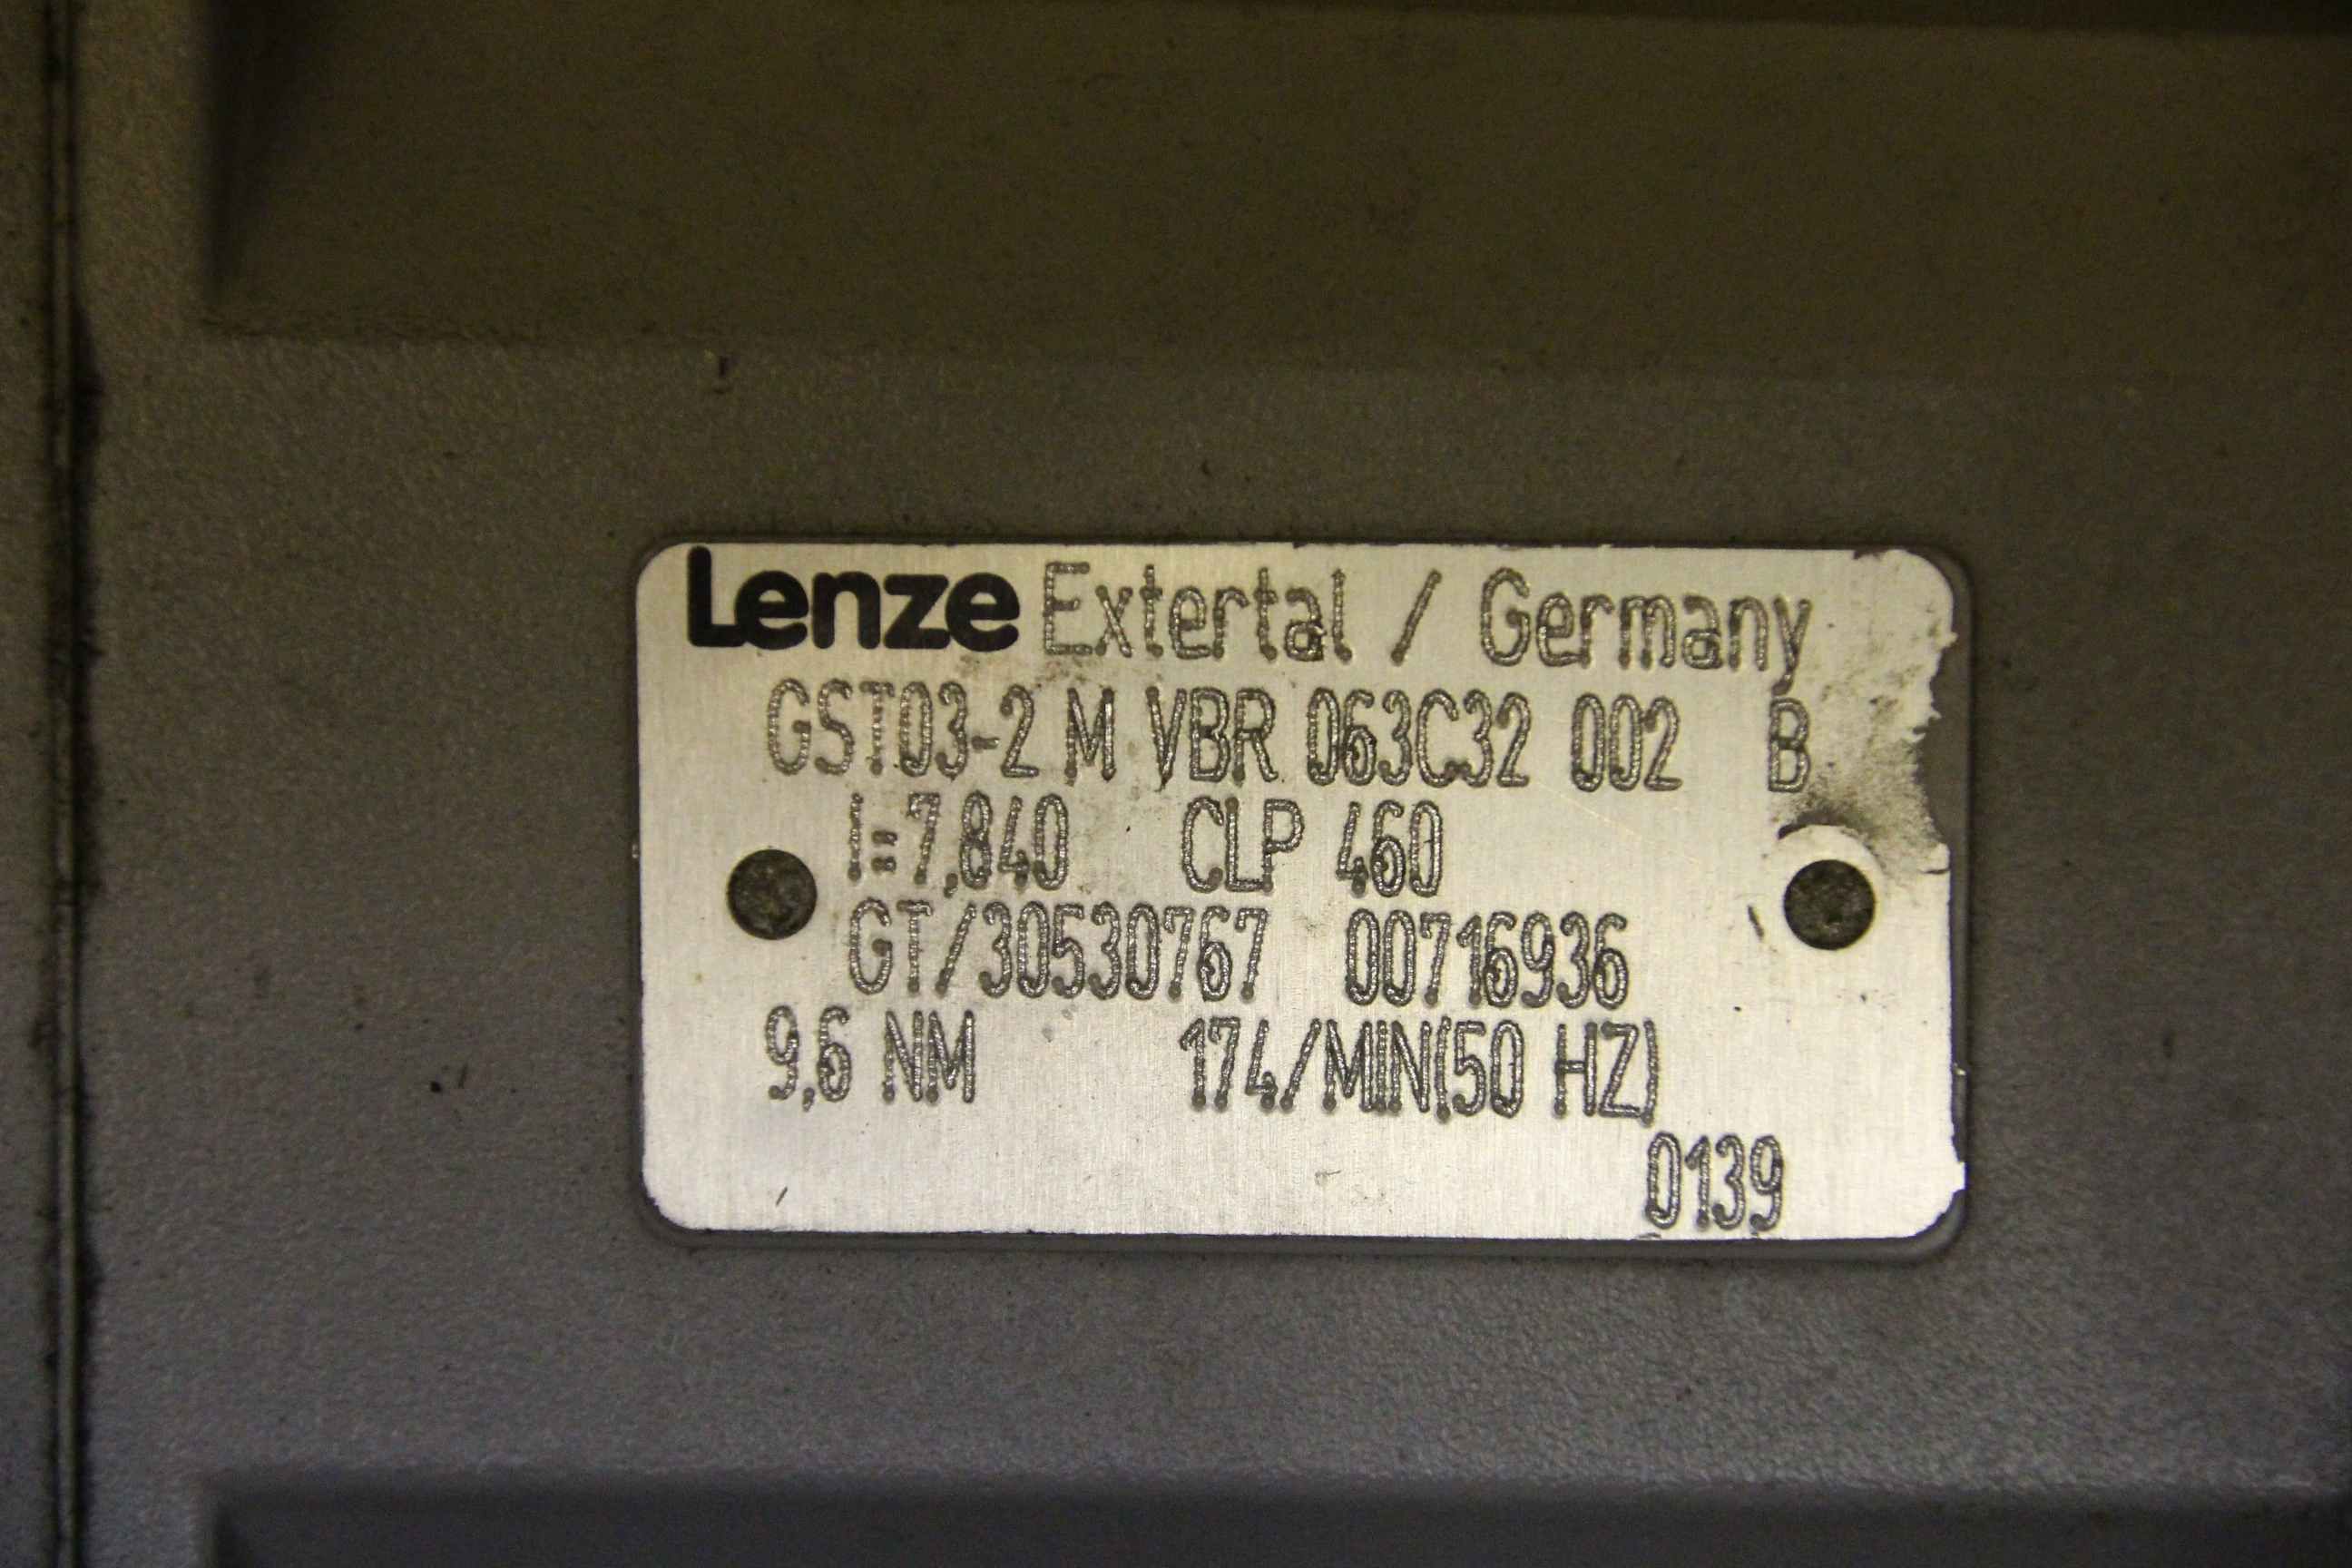 Lenze Extertal / Germany
GST03-2 M VBR 063C32 002 B
i=7,840 CLP 460
GT/30530767 00716936
9,6 NM 174/MIN(50 HZ)
0139